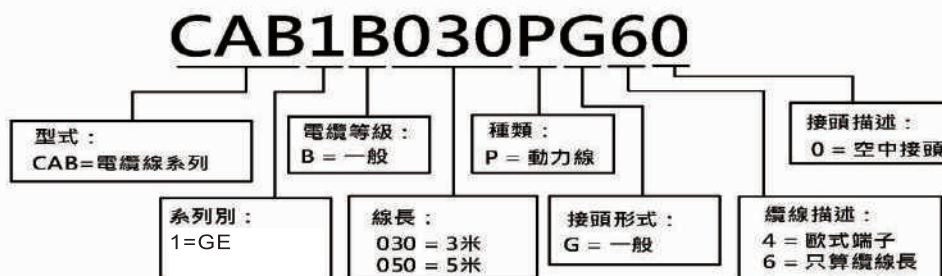 CAB1B030PG60
型式：
CAB=電纜線系列
電纜等級：
B = 一般
種類：
P = 動力線
接頭描述：
0 = 空中接頭
系列別：
1=GE
線長：
030 = 3米
050 = 5米
接頭形式：
G = 一般
纜線描述：
4 = 歐式端子
6 = 只算纜線長